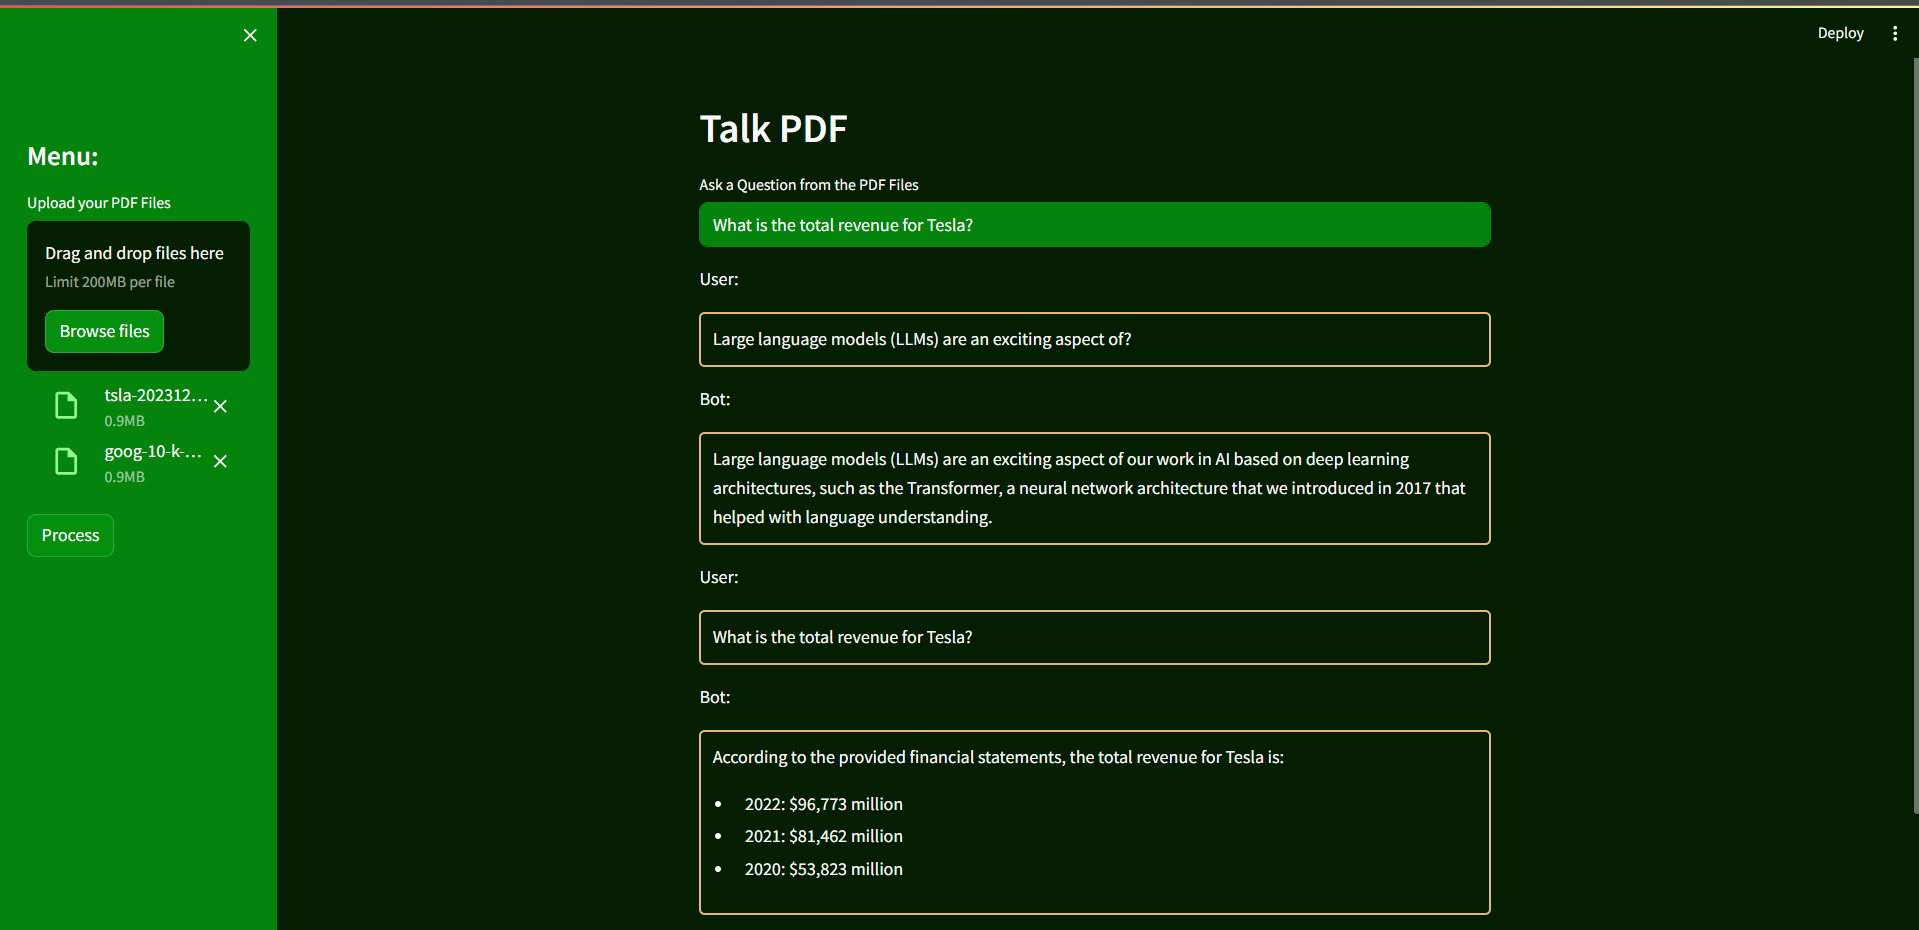 Deploy
Menu:
Upload your PDF Files
Drag and drop files here
Limit 200MB per file
Browse files
tsla-202312...
0.9MB
goog-10-k-...
0.9MB
Process
Talk PDF
Ask a Question from the PDF Files
What is the total revenue for Tesla?
User:
Large language models (LLMs) are an exciting aspect of?
Bot:
Large language models (LLMs) are an exciting aspect of our work in AI based on deep learning
architectures, such as the Transformer, a neural network architecture that we introduced in 2017 that
helped with language understanding.
User:
What is the total revenue for Tesla?
Bot:
According to the provided financial statements, the total revenue for Tesla is:
• 2022: $96,773 million
• 2021: $81,462 million
• 2020: $53,823 million